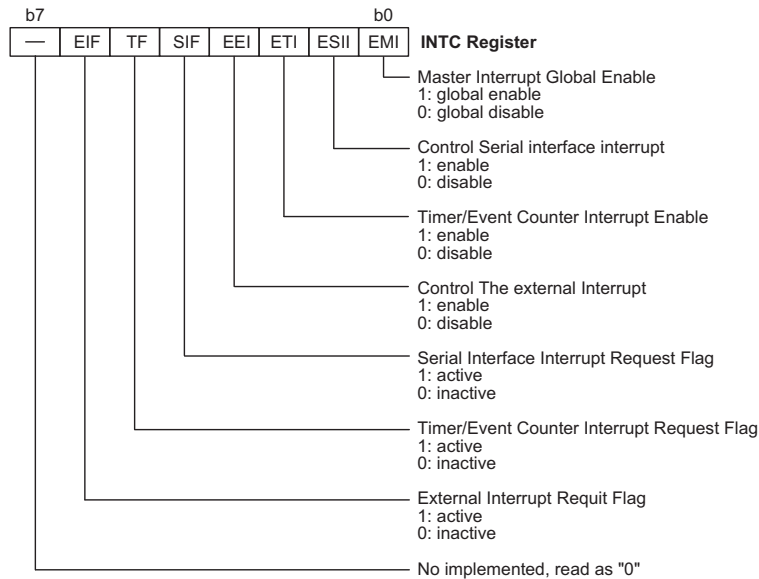 b7 b0
— EIF TF SIF EEI ETI ESII EMI INTC Register
Master Interrupt Global Enable
1: global enable
0: global disable
Control Serial interface interrupt
1: enable
0: disable
Timer/Event Counter Interrupt Enable
1: enable
0: disable
Control The external Interrupt
1: enable
0: disable
Serial Interface Interrupt Request Flag
1: active
0: inactive
Timer/Event Counter Interrupt Request Flag
1: active
0: inactive
External Interrupt Requit Flag
1: active
0: inactive
No implemented, read as "0"